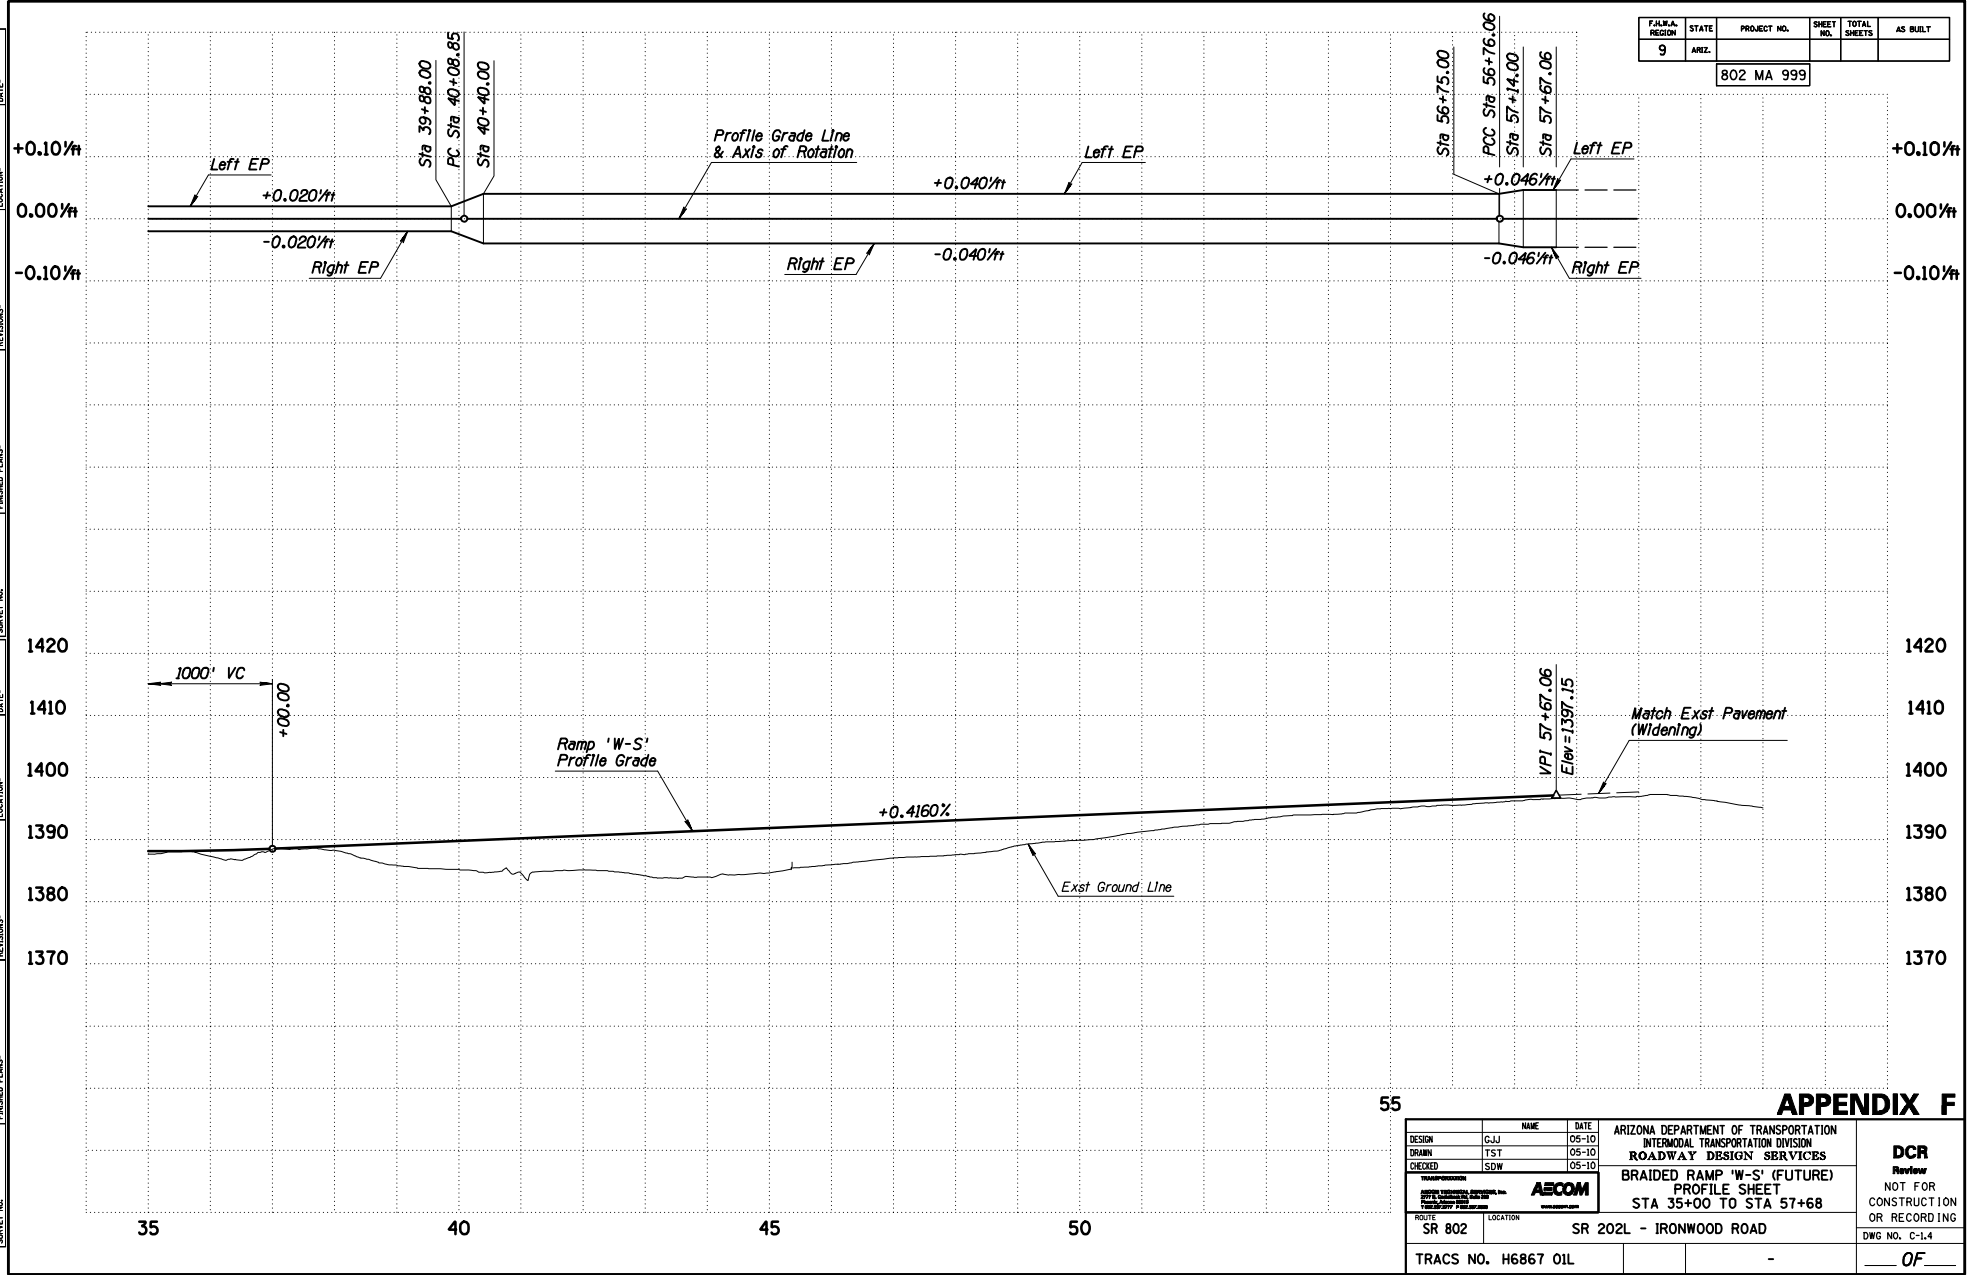 F.H.W.A. REGION
STATE
PROJECT NO.
SHEET NO.
TOTAL SHEETS
AS BUILT
9
ARIZ.
802 MA 999
Sta 39+88.00
PC Sta. 40+08.85
Sta 40+40.00
Sta 56+75.00
PCC Sta 56+76.06
Sta 57+14.00
Sta 57+67.06
+0.10'/ft
Left EP
+0.020'/ft
Profile Grade Line
& Axis of Rotation
Left EP
+0.040'/ft
+0.046'/ft
Left EP
+0.10'/ft
0.00'/ft
0.00'/ft
-0.020'/ft
Right EP
Right EP
-0.040'/ft
-0.046'/ft
Right EP
-0.10'/ft
-0.10'/ft
1420
1420
1000' VC
+00.00
VPI 57+67.06
Elev=1397.15
1410
1410
Match Exst Pavement
(Widening)
Ramp 'W-S'
Profile Grade
1400
1400
+0.4160%
1390
1390
Exst Ground Line
1380
1380
1370
1370
55
APPENDIX F
35
40
45
50
NAME
DATE
DESIGN
GJJ
05-10
DRAWN
TST
05-10
CHECKED
SDW
05-10
TRANSPORTATION
AECOM
ARIZONA DEPARTMENT OF TRANSPORTATION
INTERMODAL TRANSPORTATION DIVISION
ROADWAY DESIGN SERVICES
BRAIDED RAMP 'W-S' (FUTURE)
PROFILE SHEET
STA 35+00 TO STA 57+68
DCR
Review
NOT FOR
CONSTRUCTION
OR RECORDING
ROUTE
SR 802
LOCATION
SR 202L - IRONWOOD ROAD
DWG NO. C-1.4
TRACS NO. H6867 01L
-
OF